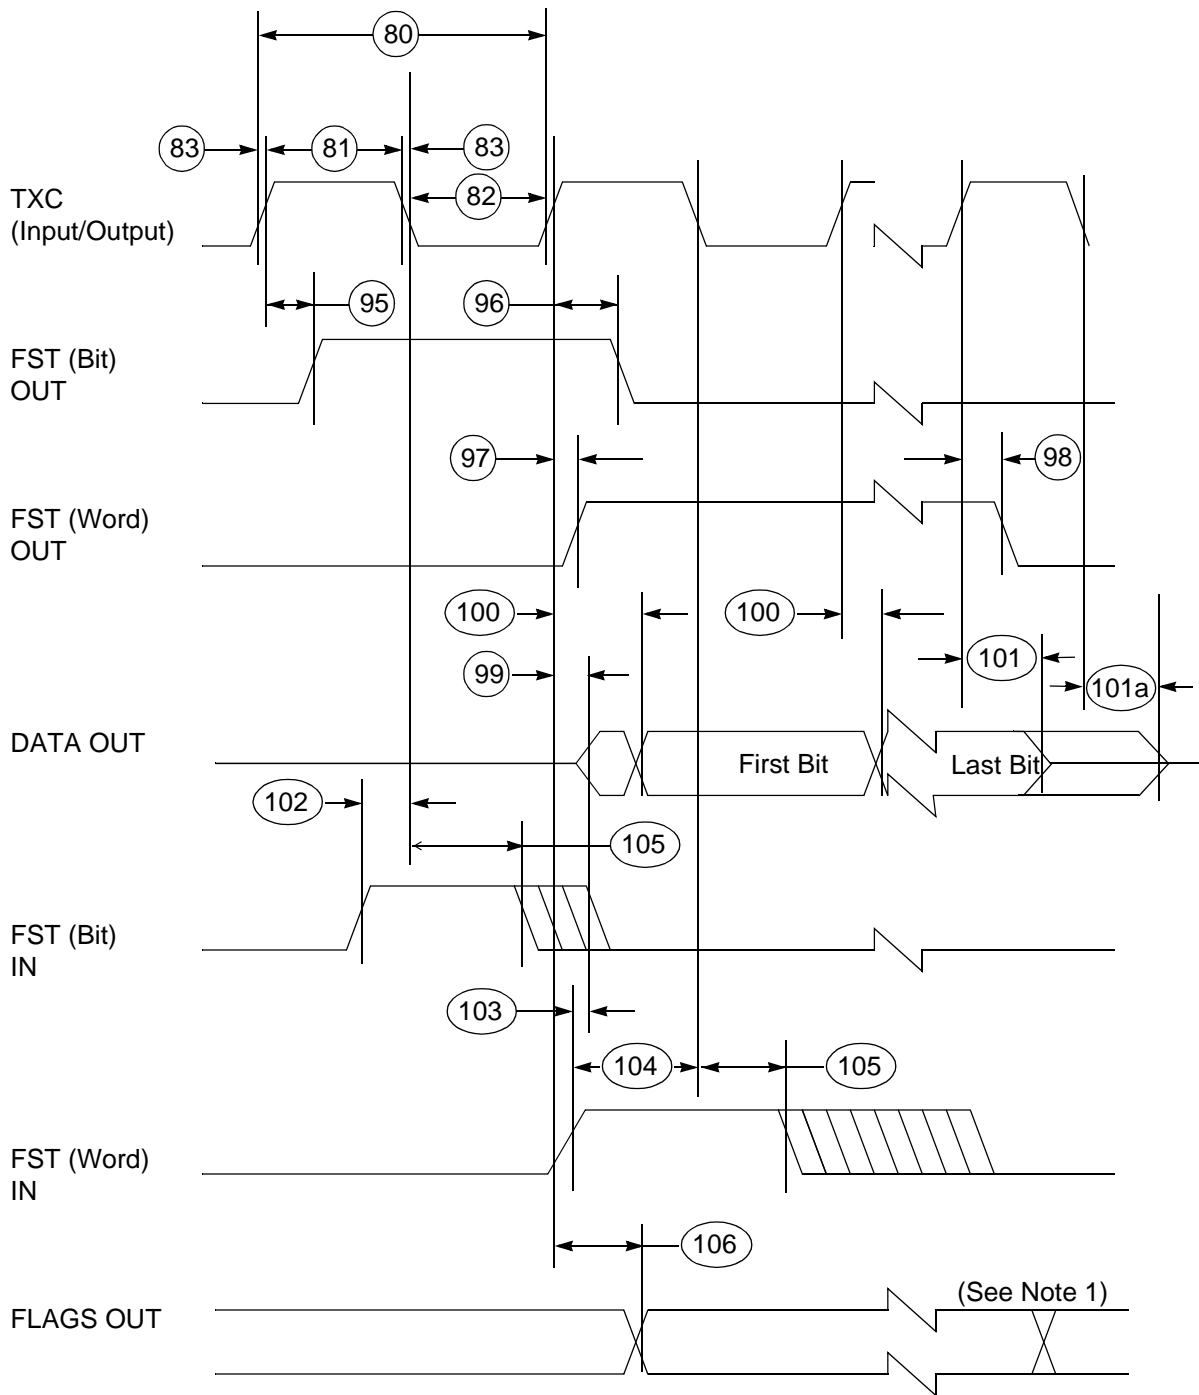 80
83
81
83
TXC
(Input/Output)
82
95
96
FST (Bit)
OUT
97
98
FST (Word)
OUT
100
100
99
101
101a
DATA OUT
First Bit
Last Bit
102
105
FST (Bit)
IN
103
104
105
FST (Word)
IN
106
(See Note 1)
FLAGS OUT